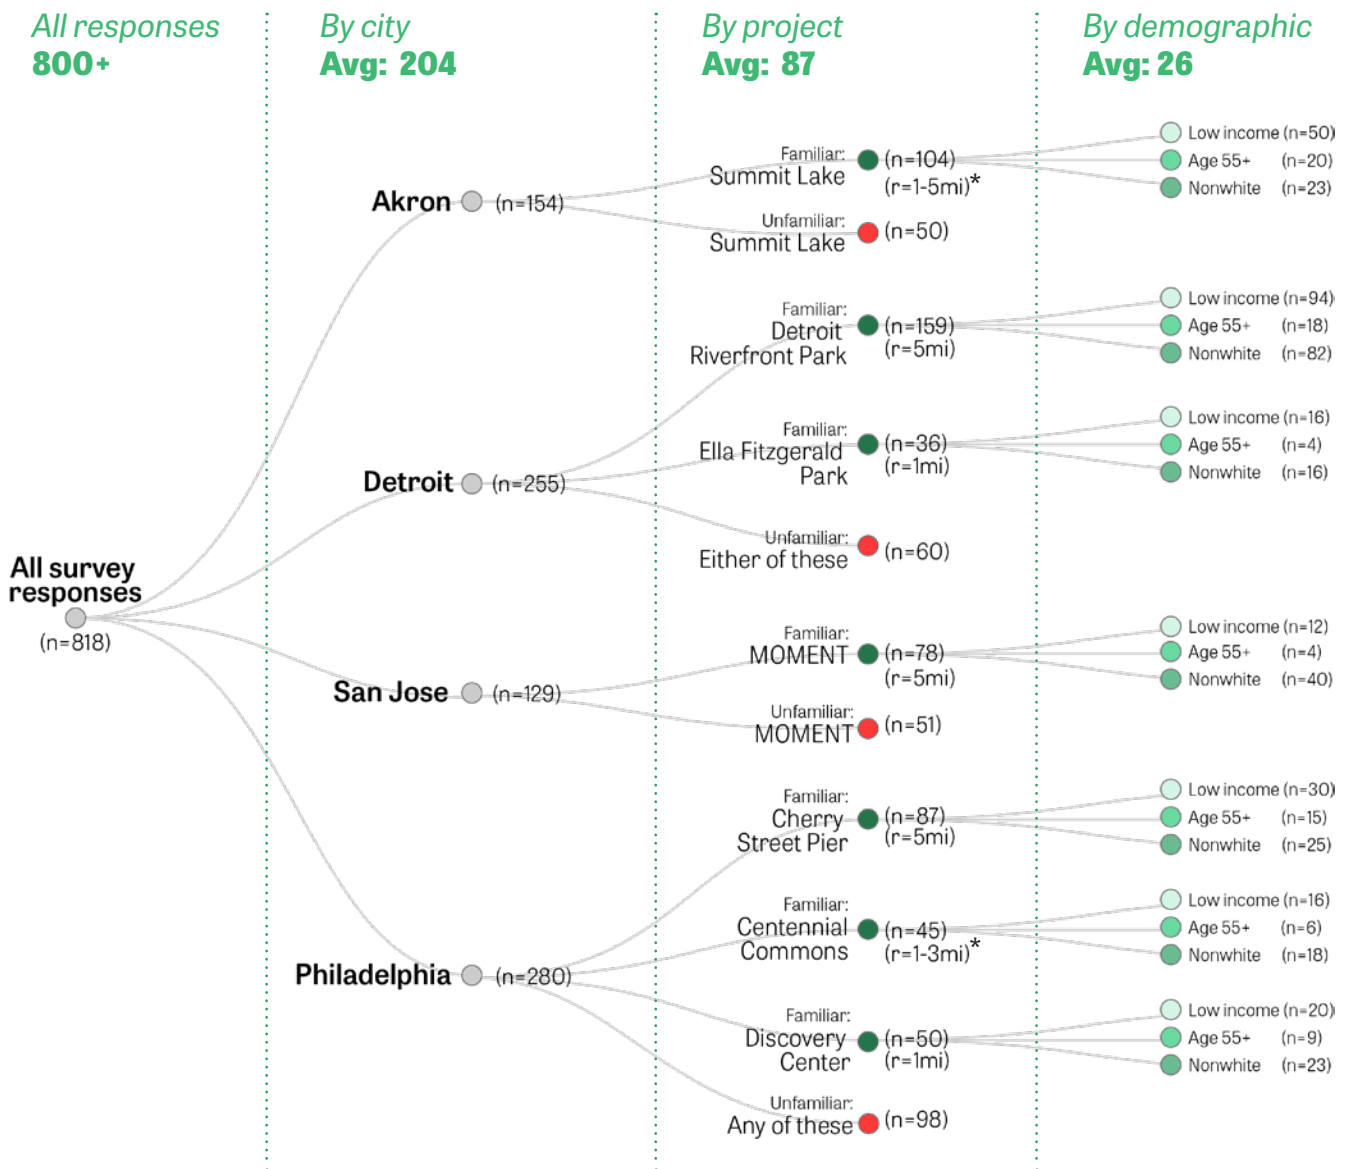 All responses
800+
By city
Avg: 204
By project
Avg: 87
By demographic
Avg: 26
All survey
responses
(n=818)
Akron (n=154)
Familiar:
Summit Lake
(n=104)
(r=1-5mi)*
Low income (n=50)
Age 55+ (n=20)
Nonwhite (n=23)
Unfamiliar:
Summit Lake
(n=50)
Detroit (n=255)
Familiar:
Detroit
Riverfront Park
(n=159)
(r=5mi)
Low income (n=94)
Age 55+ (n=18)
Nonwhite (n=82)
Familiar:
Ella Fitzgerald
Park
(n=36)
(r=1mi)
Low income (n=16)
Age 55+ (n=4)
Nonwhite (n=16)
Unfamiliar:
Either of these
(n=60)
San Jose (n=129)
Familiar:
MOMENT
(n=78)
(r=5mi)
Low income (n=12)
Age 55+ (n=4)
Nonwhite (n=40)
Unfamiliar:
MOMENT
(n=51)
Philadelphia (n=280)
Familiar:
Cherry
Street Pier
(n=87)
(r=5mi)
Low income (n=30)
Age 55+ (n=15)
Nonwhite (n=25)
Familiar:
Centennial
Commons
(n=45)
(r=1-3mi)*
Low income (n=16)
Age 55+ (n=6)
Nonwhite (n=18)
Familiar:
Discovery
Center
(n=50)
(r=1mi)
Low income (n=20)
Age 55+ (n=9)
Nonwhite (n=23)
Unfamiliar:
Any of these
(n=98)